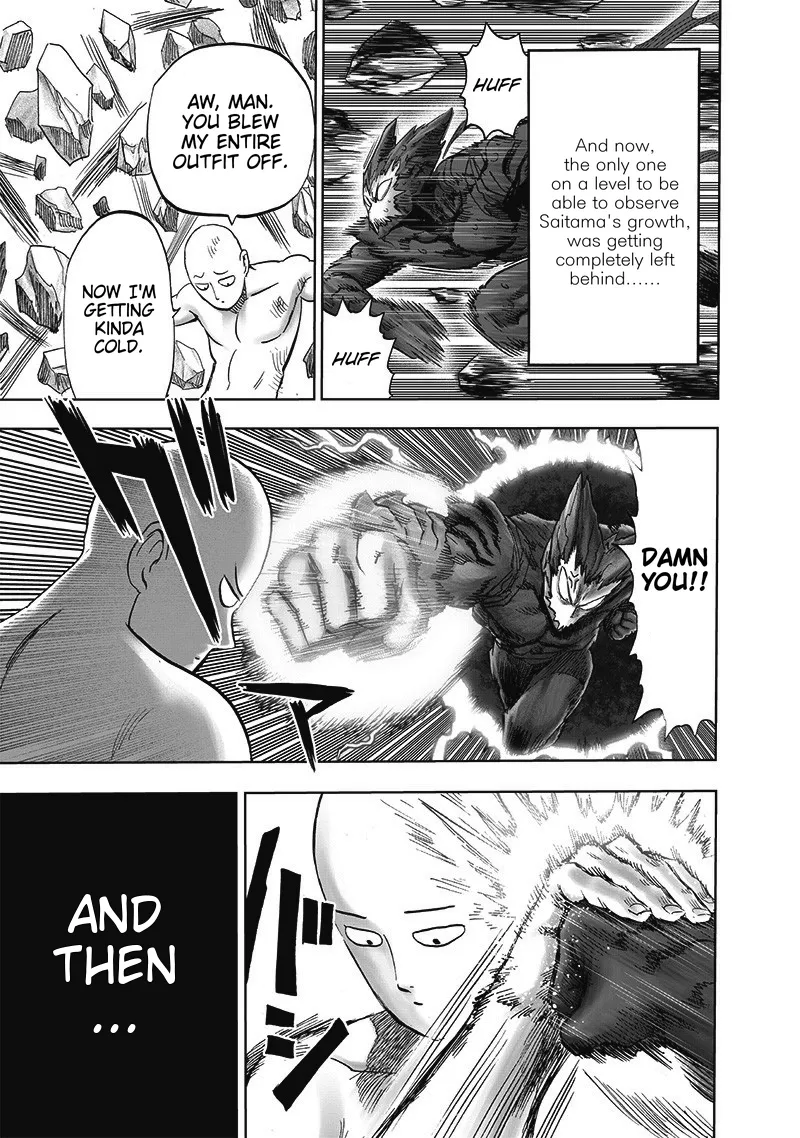 HUFF
And now,
the only one
on a level to be
able to observe
Saitama's growth,
was getting
completely left
behind......
HUFF
AW, MAN.
YOU BLEW
MY ENTIRE
OUTFIT OFF.
NOW I'M
GETTING
KINDA
COLD.
DAMN
YOU!!
AND
THEN
...